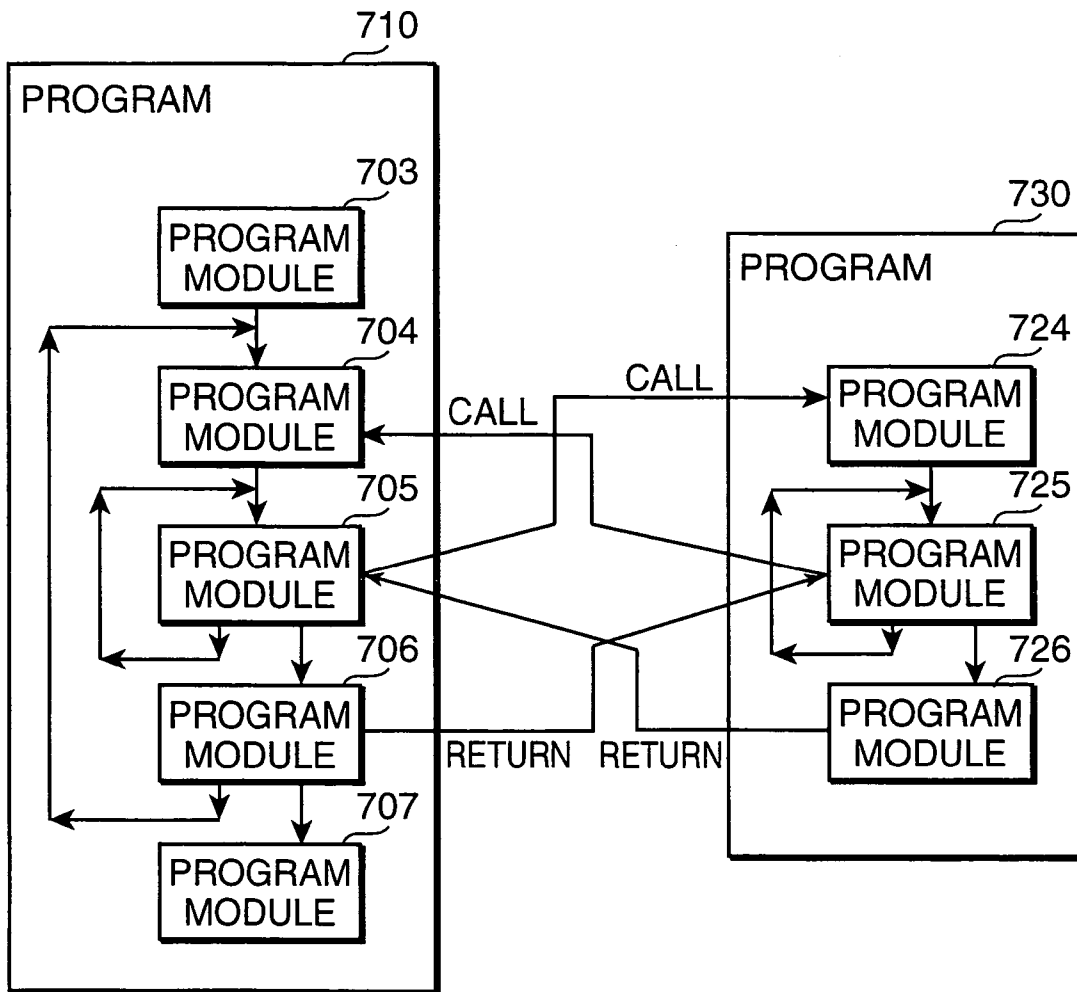 710
PROGRAM
703
PROGRAM
MODULE
704
PROGRAM
MODULE
705
PROGRAM
MODULE
706
PROGRAM
MODULE
707
PROGRAM
MODULE
CALL
CALL
RETURN
RETURN
730
PROGRAM
724
PROGRAM
MODULE
725
PROGRAM
MODULE
726
PROGRAM
MODULE